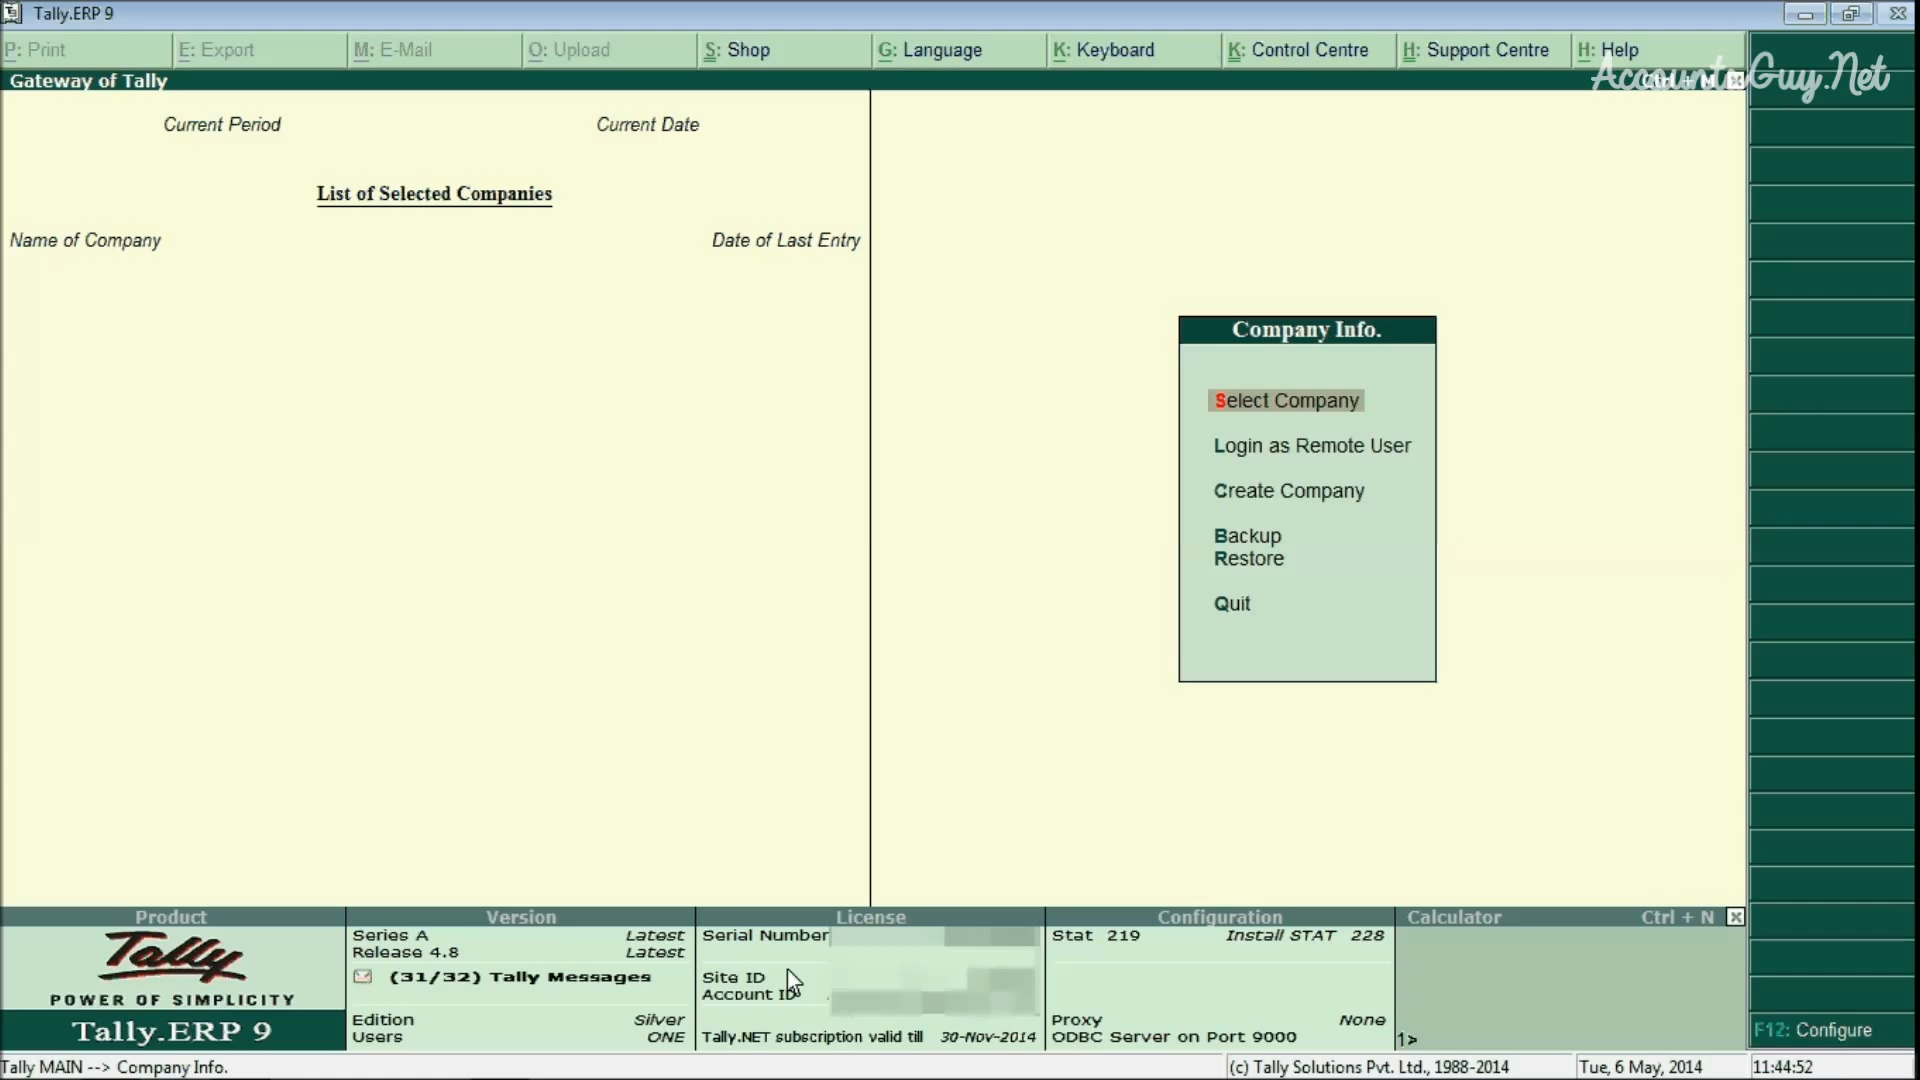 Tally.ERP 9
P: Print E: Export M: E-Mail O: Upload S: Shop G: Language K: Keyboard K: Control Centre H: Support Centre H: Help
AccountsGuy.Net
Gateway of Tally Ctrl + M
Current Period Current Date
List of Selected Companies
Name of Company Date of Last Entry
Company Info.
Select Company
Login as Remote User
Create Company
Backup
Restore
Quit
Product Version License Configuration Calculator Ctrl + N
Tally
POWER OF SIMPLICITY
Tally.ERP 9
Series A Latest
Release 4.8 Latest
(31/32) Tally Messages
Edition Silver
Users ONE
Serial Number
Site ID
Account ID
Tally.NET subscription valid till 30-Nov-2014
Stat 219 Install STAT 228
Proxy None
ODBC Server on Port 9000
1>
F12: Configure
Tally MAIN --> Company Info. (c) Tally Solutions Pvt. Ltd., 1988-2014 Tue, 6 May, 2014 11:44:52